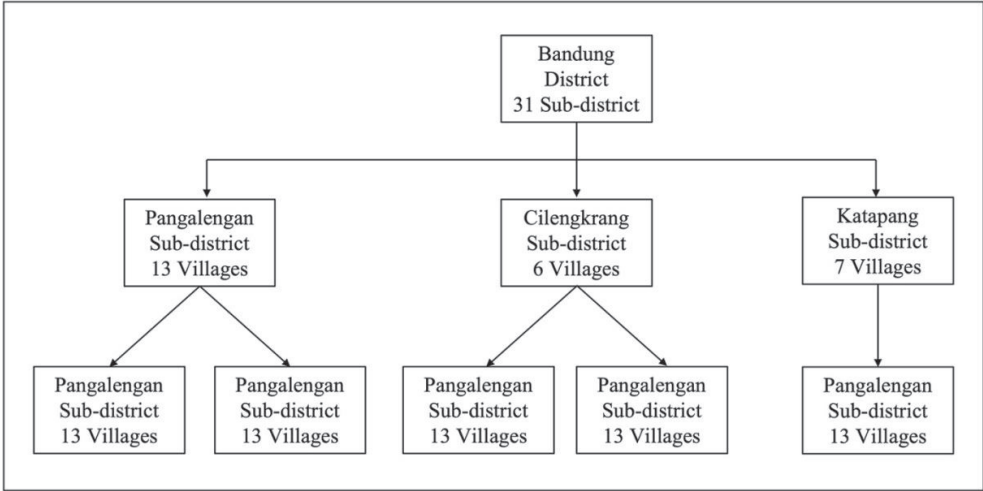 Bandung
District
31 Sub-district
Pangalengan
Sub-district
13 Villages
Cilengkrang
Sub-district
6 Villages
Katapang
Sub-district
7 Villages
Pangalengan
Sub-district
13 Villages
Pangalengan
Sub-district
13 Villages
Pangalengan
Sub-district
13 Villages
Pangalengan
Sub-district
13 Villages
Pangalengan
Sub-district
13 Villages